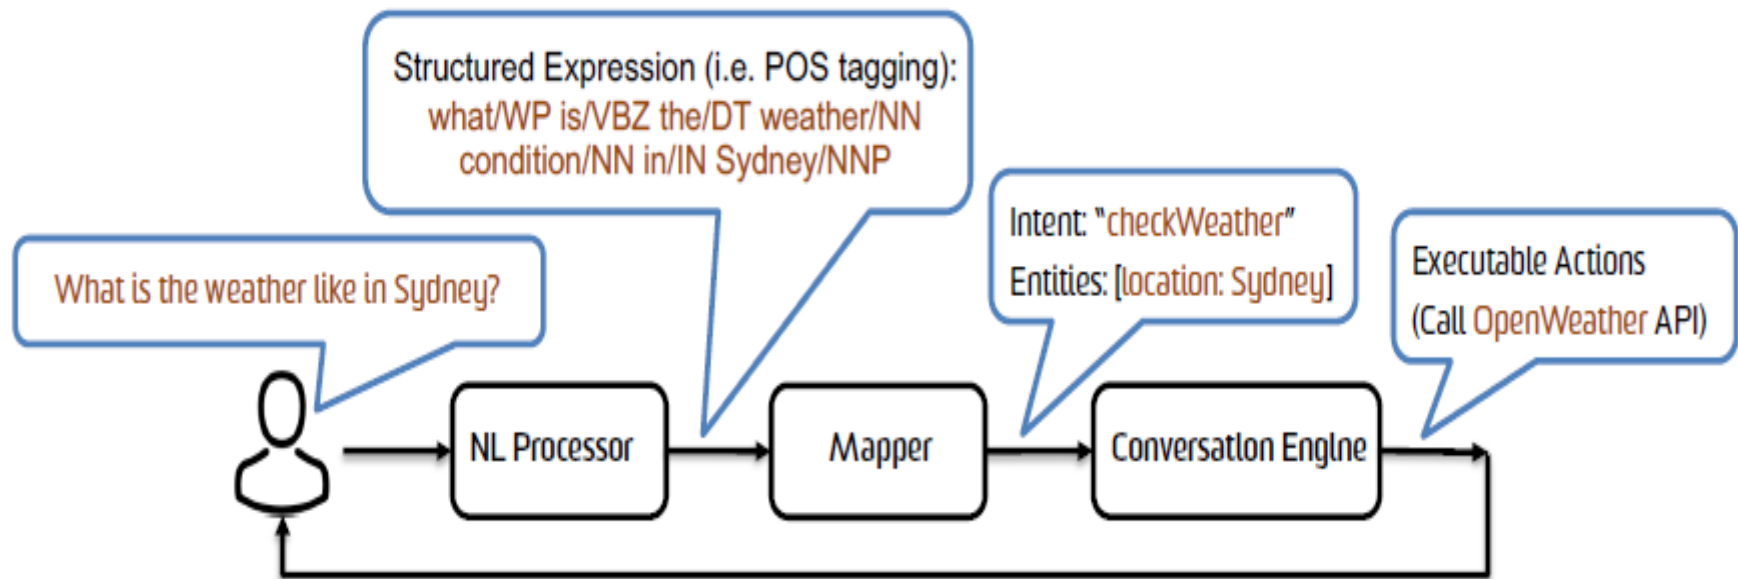 Structured Expression (i.e. POS tagging):
what/WP is/VBZ the/DT weather/NN
condition/NN in/IN Sydney/NNP
What is the weather like in Sydney?
Intent: "checkWeather"
Entities: [location: Sydney]
Executable Actions
(Call OpenWeather API)
NL Processor
Mapper
Conversation Engine